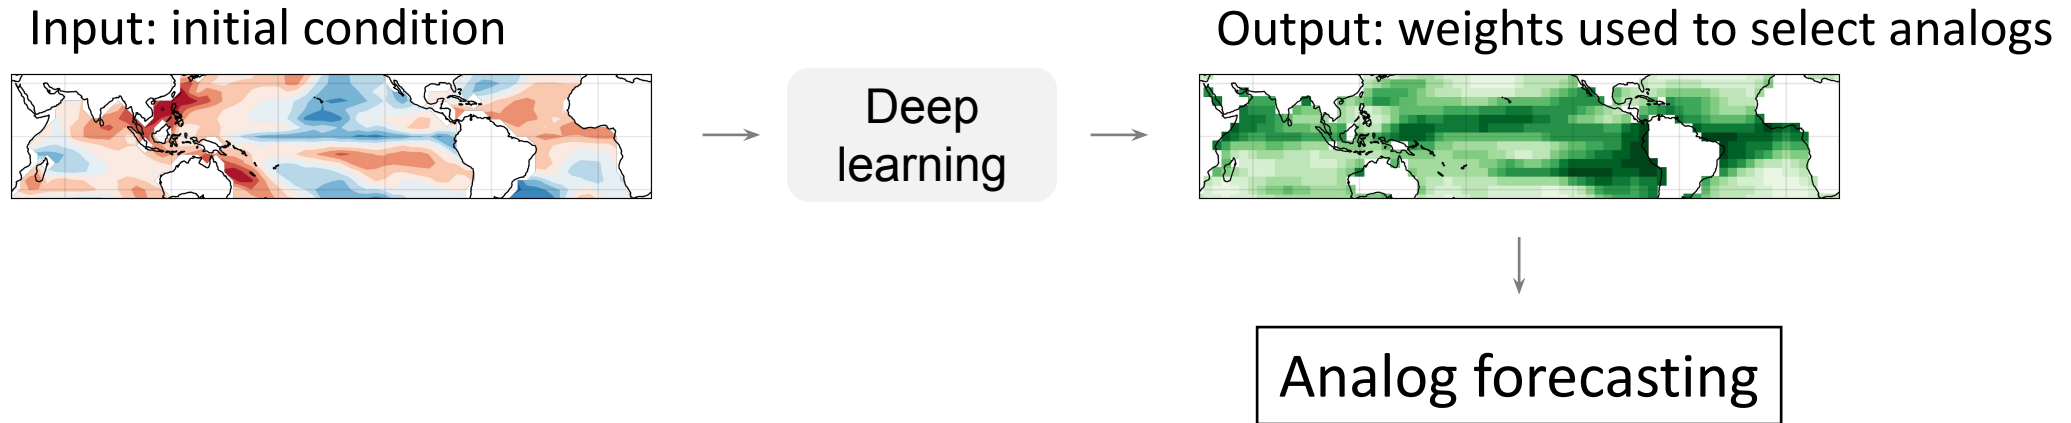 Input: initial condition
Output: weights used to select analogs
Deep
learning
Analog forecasting